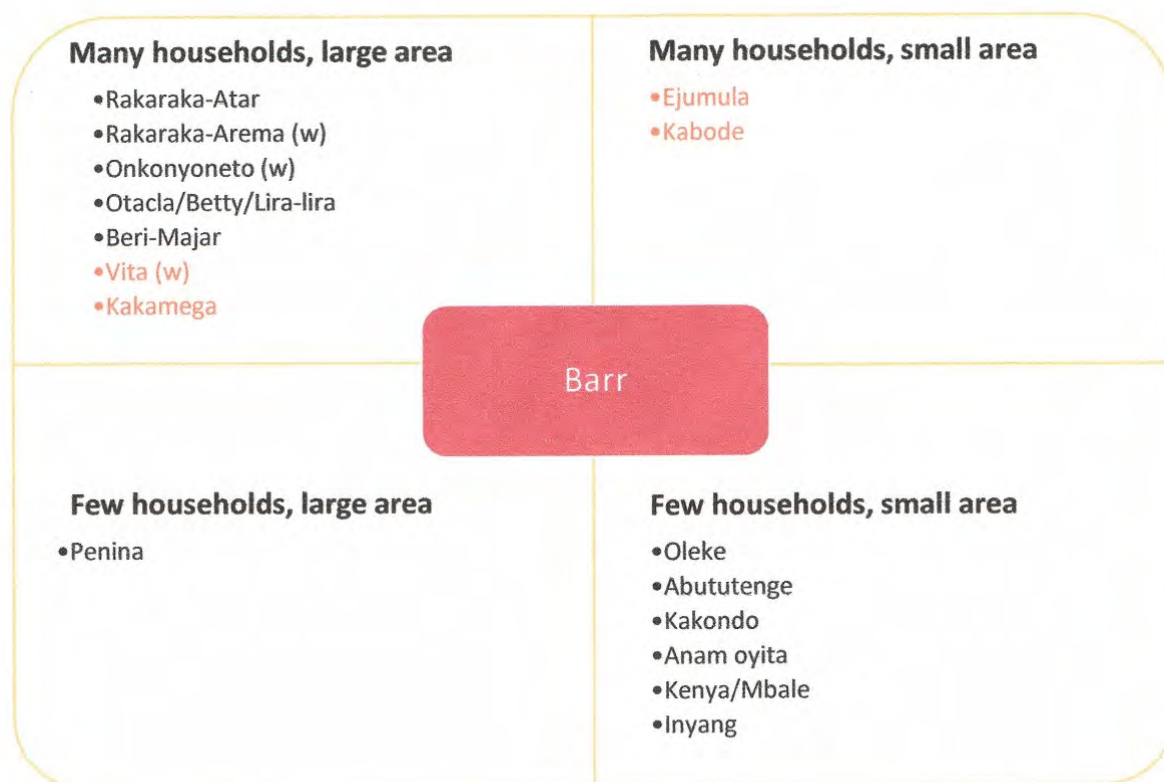 Many households, large area
•Rakaraka-Atar
•Rakaraka-Arema (w)
•Onkonyoneto (w)
•Otacla/Betty/Lira-lira
•Beri-Majar
•Vita (w)
•Kakamega
Many households, small area
•Ejumula
•Kabode
Barr
Few households, large area
•Penina
Few households, small area
•Oleke
•Abututenge
•Kakondo
•Anam oyita
•Kenya/Mbale
•Inyang